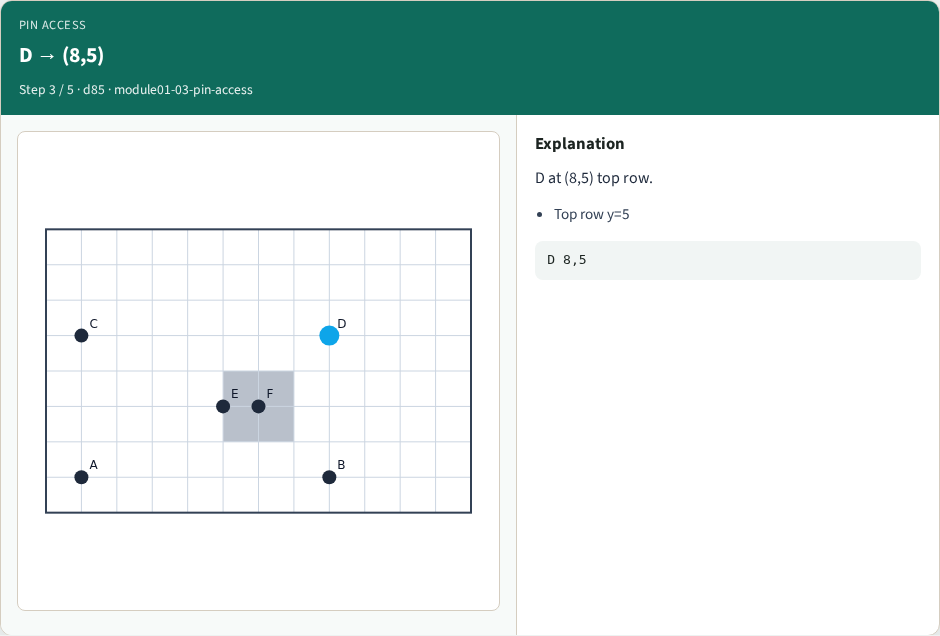 PIN ACCESS
D → (8,5)
Step 3 / 5 · d85 · module01-03-pin-access
C
D
E
F
A
B
Explanation
D at (8,5) top row.
• Top row y=5
D 8,5